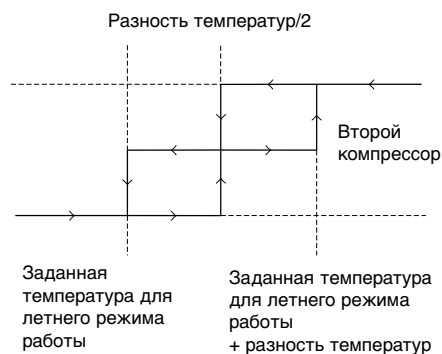 Разность температур/2
Второй
компрессор
Заданная
температура для
летнего режима
работы
Заданная температура
для летнего режима
работы
+ разность температур